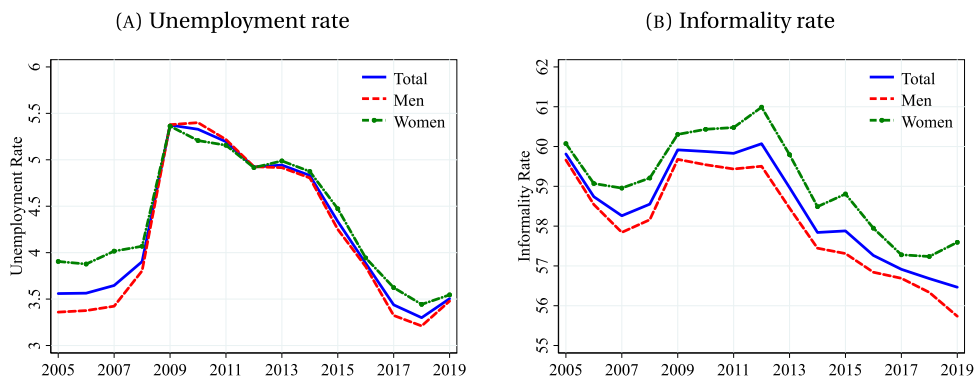 (A) Unemployment rate
Unemployment Rate
6
5.5
5
4.5
4
3.5
3
Total
Men
Women
2005 2007 2009 2011 2013 2015 2017 2019
(B) Informality rate
Informality Rate
62
61
60
59
58
57
56
55
Total
Men
Women
2005 2007 2009 2011 2013 2015 2017 2019